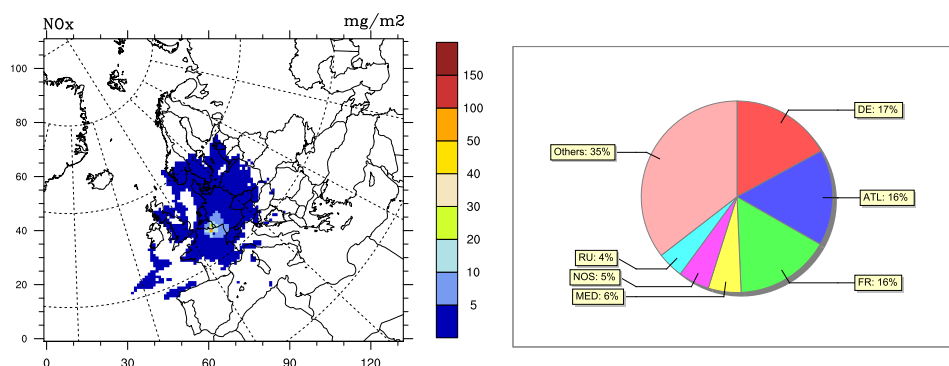 NOx mg/m2
100
80
60
40
20
0
0 30 60 90 120
150
100
50
40
30
20
10
5
DE: 17%
Others: 35%
ATL: 16%
RU: 4%
NOS: 5%
FR: 16%
MED: 6%